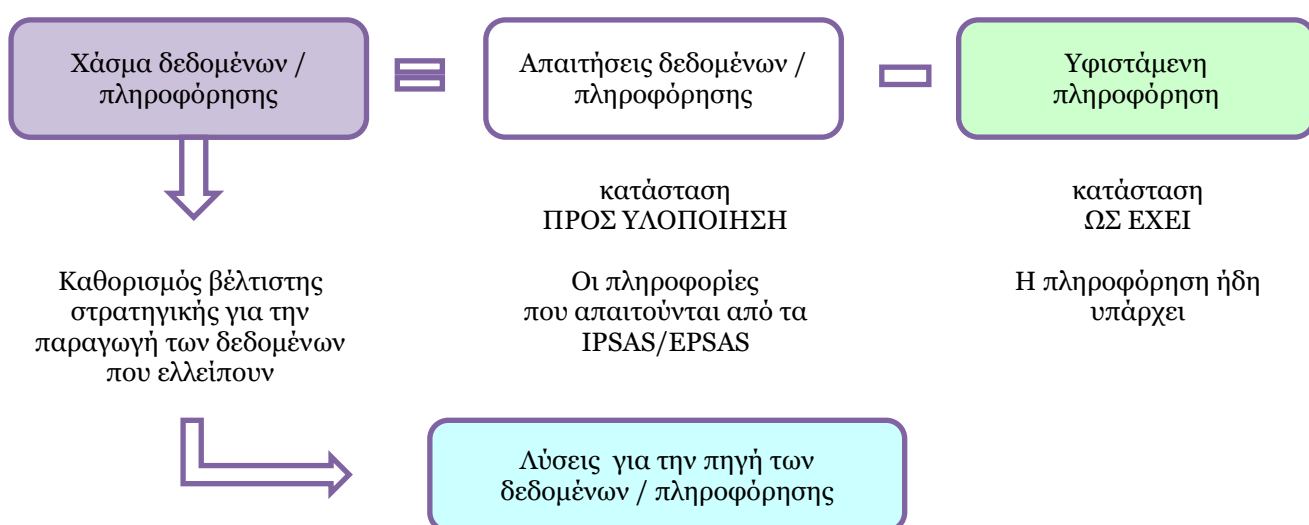 Χάσμα δεδομένων /
πληροφόρησης
Απαιτήσεις δεδομένων /
πληροφόρησης
Υφιστάμενη
πληροφόρηση
κατάσταση
ΠΡΟΣ ΥΛΟΠΟΙΗΣΗ
κατάσταση
ΩΣ ΕΧΕΙ
Καθορισμός βέλτιστης
στρατηγικής για την
παραγωγή των δεδομένων
που ελλείπουν
Οι πληροφορίες
που απαιτούνται από τα
IPSAS/EPSAS
Η πληροφόρηση ήδη
υπάρχει
Λύσεις για την πηγή των
δεδομένων / πληροφόρησης